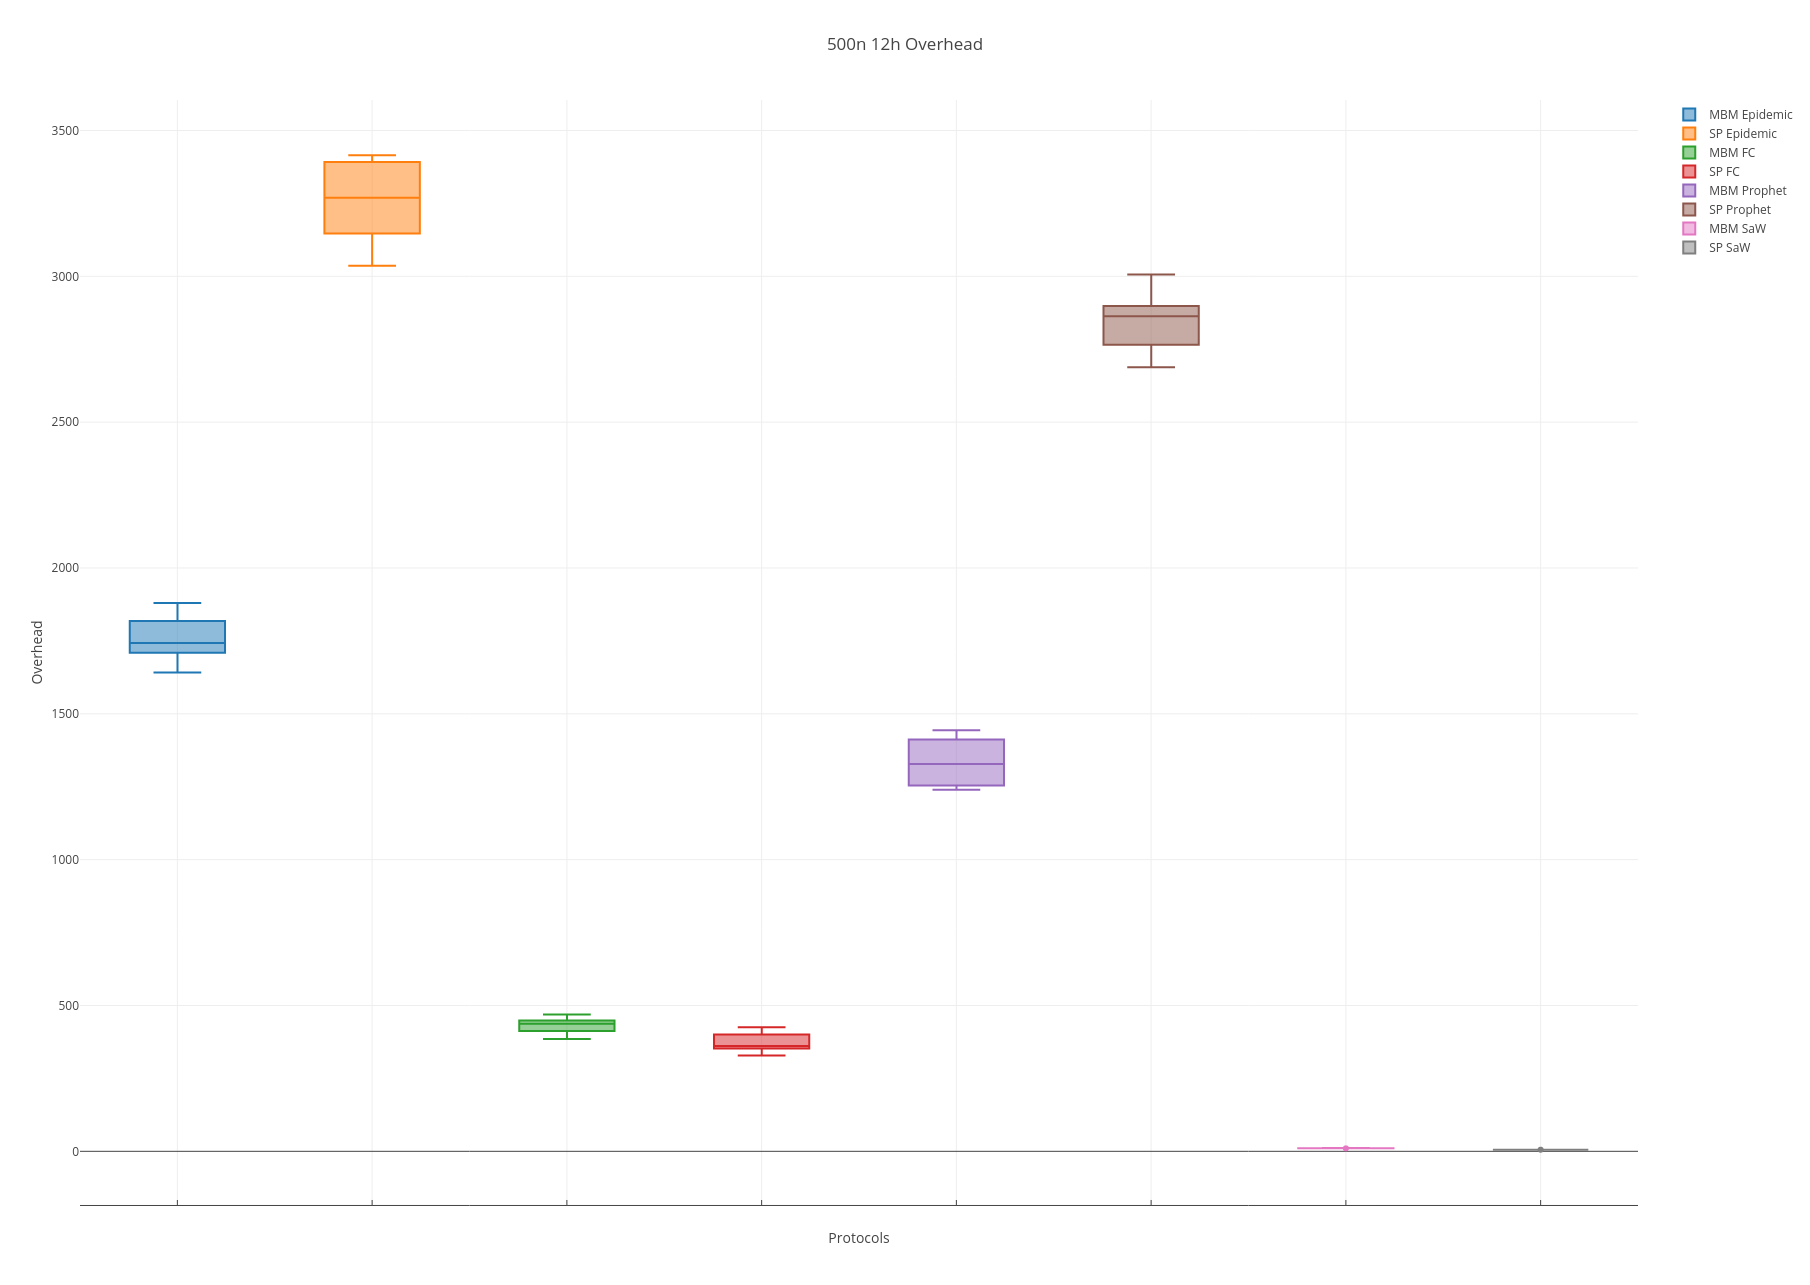 500n 12h Overhead
3500
3000
2500
2000
1500
1000
500
0
Overhead
Protocols
MBM Epidemic
SP Epidemic
MBM FC
SP FC
MBM Prophet
SP Prophet
MBM SaW
SP SaW